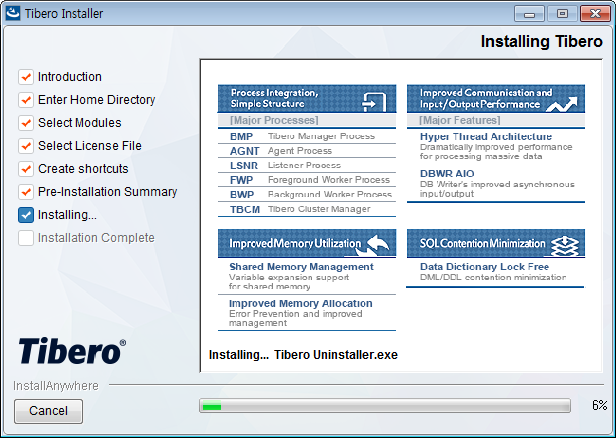 Tibero Installer
Installing Tibero
Introduction
Enter Home Directory
Select Modules
Select License File
Create shortcuts
Pre-Installation Summary
Installing...
Installation Complete
Process Integration,
Simple Structure
[Major Processes]
BMP Tibero Manager Process
AGNT Agent Process
LSNR Listener Process
FWP Foreground Worker Process
BWP Background Worker Process
TBCM Tibero Cluster Manager
Improved Communication and
Input/Output Performance
[Major Features]
Hyper Thread Architecture
Dramatically improved performance
for processing massive data
DBWR AIO
DB Writer's improved asynchronous
input/output
Improved Memory Utilization
Shared Memory Management
Variable expansion support
for shared memory
Improved Memory Allocation
Error Prevention and improved
management
SQL Contention Minimization
Data Dictionary Lock Free
DML/DDL contention minimization
Tibero®
Installing... Tibero Uninstaller.exe
InstallAnywhere
Cancel
6%